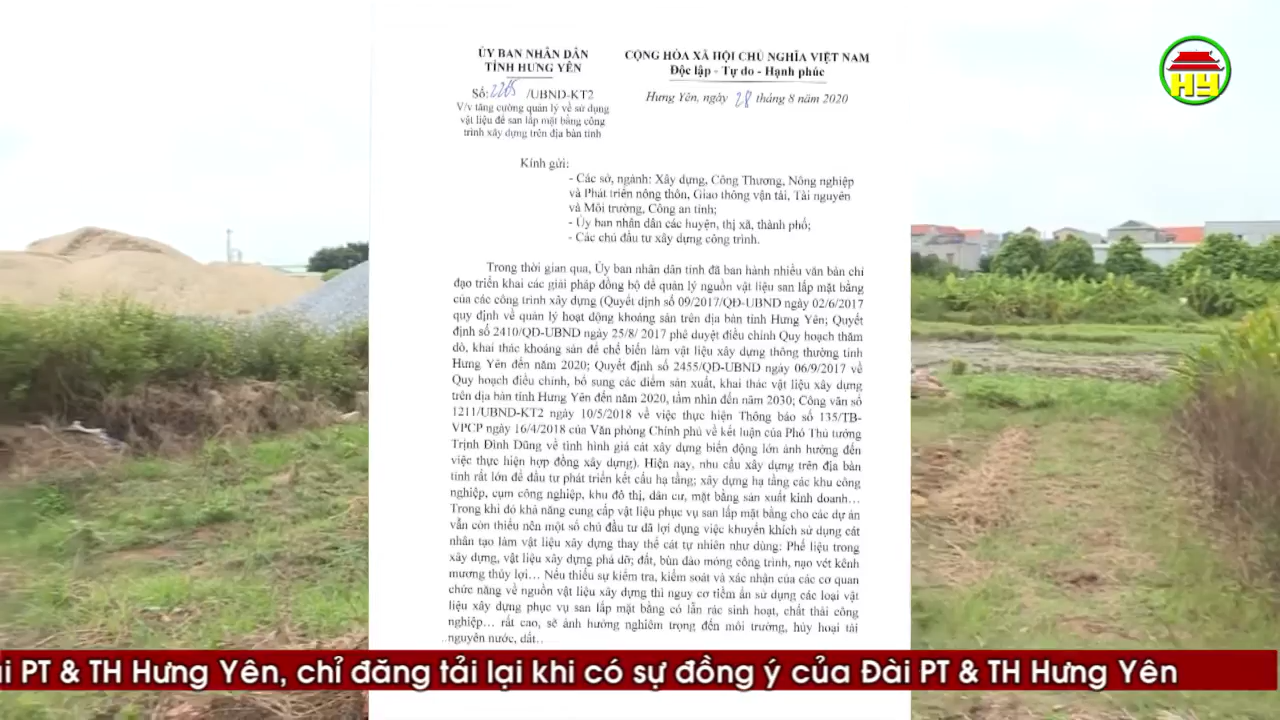 ỦY BAN NHÂN DÂN
TỈNH HƯNG YÊN
CỘNG HÒA XÃ HỘI CHỦ NGHĨA VIỆT NAM
Độc lập - Tự do - Hạnh phúc
Số: /UBND-KT2
Hưng Yên, ngày 28 tháng 8 năm 2020
V/v tăng cường quản lý về sử dụng
vật liệu để san lấp mặt bằng công
trình xây dựng trên địa bàn tỉnh
HY
Kính gửi:
- Các sở, ngành: Xây dựng, Công Thương, Nông nghiệp
và Phát triển nông thôn, Giao thông vận tải, Tài nguyên
và Môi trường, Công an tỉnh;
- Ủy ban nhân dân các huyện, thị xã, thành phố;
- Các chủ đầu tư xây dựng công trình.
Trong thời gian qua, Ủy ban nhân dân tỉnh đã ban hành nhiều văn bản chỉ
đạo triển khai các giải pháp đồng bộ để quản lý nguồn vật liệu san lấp mặt bằng
của các công trình xây dựng (Quyết định số 09/2017/QĐ-UBND ngày 02/6/2017
quy định về quản lý hoạt động khoáng sản trên địa bàn tỉnh Hưng Yên; Quyết
định số 2410/QĐ-UBND ngày 25/8/ 2017 phê duyệt điều chỉnh Quy hoạch thăm
dò, khai thác khoáng sản để chế biến làm vật liệu xây dựng thông thường tỉnh
Hưng Yên đến năm 2020; Quyết định số 2455/QĐ-UBND ngày 06/9/2017 về
Quy hoạch điều chỉnh, bổ sung các điểm sản xuất, khai thác vật liệu xây dựng
trên địa bàn tỉnh Hưng Yên đến năm 2020, tầm nhìn đến năm 2030; Công văn số
1211/UBND-KT2 ngày 10/5/2018 về việc thực hiện Thông báo số 135/TB-
VPCP ngày 16/4/2018 của Văn phòng Chính phủ về kết luận của Phó Thủ tướng
Trịnh Đình Dũng về tình hình giá cát xây dựng biến động lớn ảnh hưởng đến
việc thực hiện hợp đồng xây dựng). Hiện nay, nhu cầu xây dựng trên địa bàn
tỉnh rất lớn để đầu tư phát triển kết cấu hạ tầng; xây dựng hạ tầng các khu công
nghiệp, cụm công nghiệp, khu đô thị, dân cư, mặt bằng sản xuất kinh doanh...
Trong khi đó khả năng cung cấp vật liệu phục vụ san lấp mặt bằng cho các dự án
vẫn còn thiếu nên một số chủ đầu tư đã lợi dụng việc khuyến khích sử dụng cát
nhân tạo làm vật liệu xây dựng thay thế cát tự nhiên như dùng: Phế liệu trong
xây dựng, vật liệu xây dựng phá dỡ; đất, bùn đào móng công trình, nạo vét kênh
mương thủy lợi... Nếu thiếu sự kiểm tra, kiểm soát và xác nhận của các cơ quan
chức năng về nguồn vật liệu xây dựng thì nguy cơ tiềm ẩn sử dụng các loại vật
liệu xây dựng phục vụ san lấp mặt bằng có lẫn rác sinh hoạt, chất thải công
nghiệp... rất cao, sẽ ảnh hưởng nghiêm trọng đến môi trường, hủy hoại tài
nguyên nước, đất...
ài PT & TH Hưng Yên, chỉ đăng tải lại khi có sự đồng ý của Đài PT & TH Hưng Yên